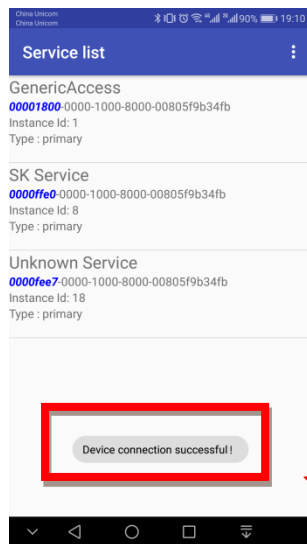 China Unicom
China Unicom
90% 19:10
Service list
GenericAccess
00001800-0000-1000-8000-00805f9b34fb
Instance Id: 1
Type : primary
SK Service
0000ffe0-0000-1000-8000-00805f9b34fb
Instance Id: 8
Type : primary
Unknown Service
0000fee7-0000-1000-8000-00805f9b34fb
Instance Id: 18
Type : primary
Device connection successful!